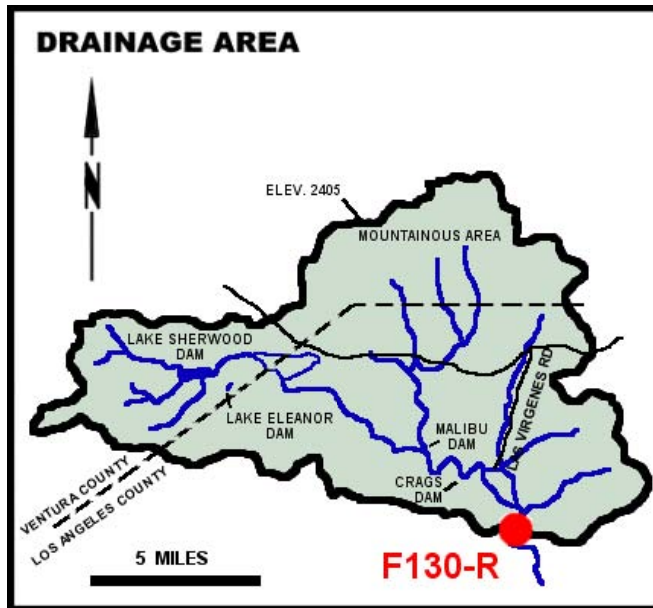 DRAINAGE AREA
N
ELEV. 2405
MOUNTAINOUS AREA
LAKE SHERWOOD
DAM
LAKE ELEANOR
DAM
MALIBU
DAM
LAS VIRGENES RD
CRAGS
DAM
VENTURA COUNTY
LOS ANGELES COUNTY
5 MILES
F130-R